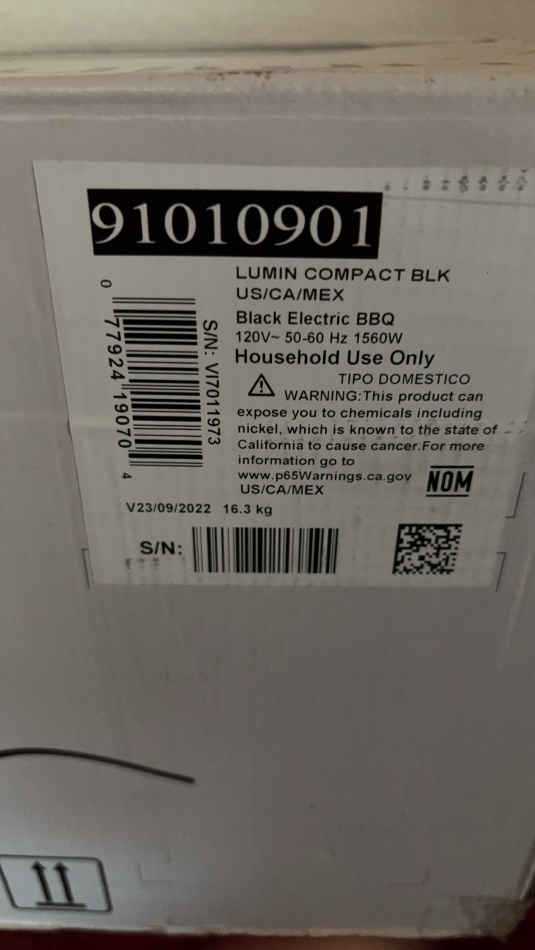 91010901
LUMIN COMPACT BLK
US/CA/MEX
Black Electric BBQ
120V~ 50-60 Hz 1560W
Household Use Only
TIPO DOMESTICO
WARNING:This product can
expose you to chemicals including
nickel, which is known to the state of
California to cause cancer.For more
information go to
www.p65Warnings.ca.gov
US/CA/MEX
NOM
0 77924 19070 4
S/N: VI7011973
V23/09/2022 16.3 kg
S/N: